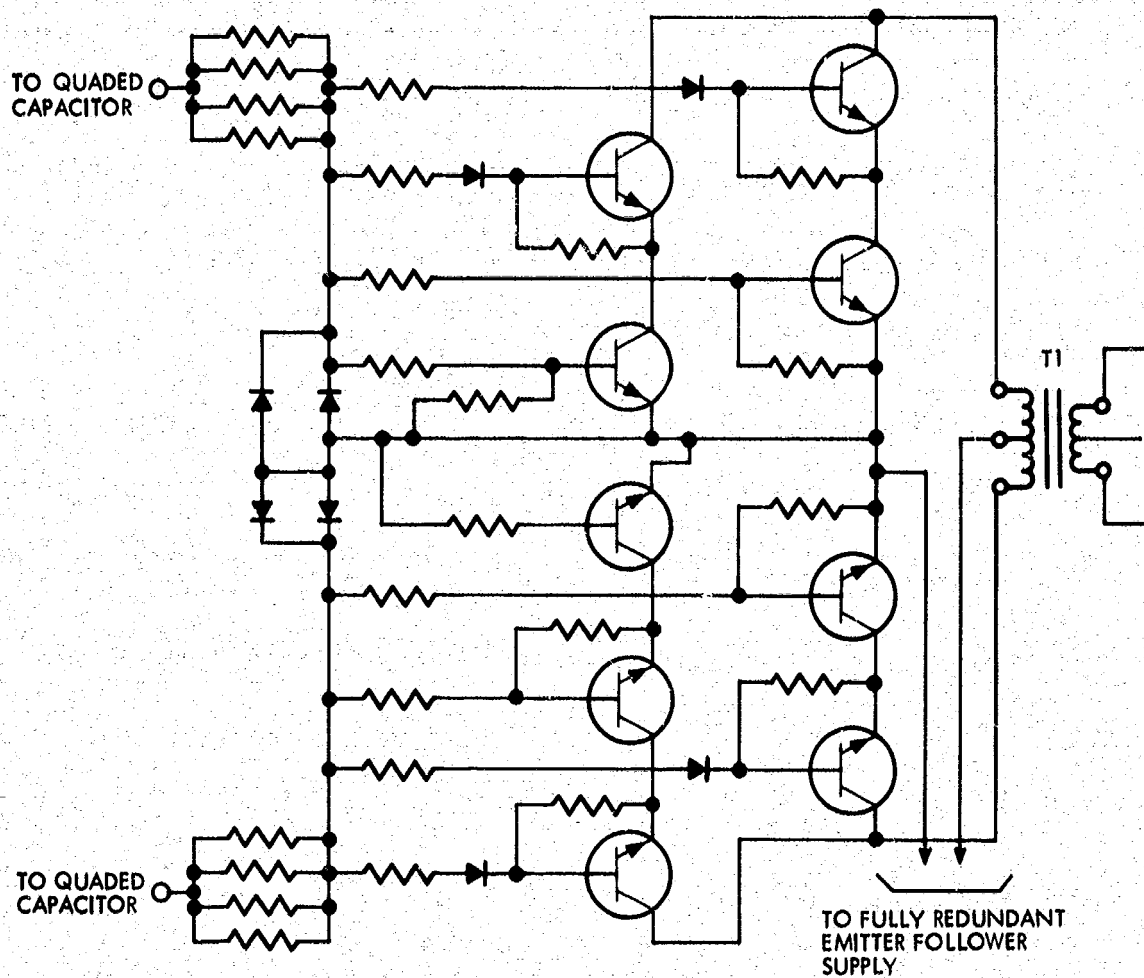 TO QUADED
CAPACITOR
T1
TO QUADED
CAPACITOR
TO FULLY REDUNDANT
EMITTER FOLLOWER
SUPPLY